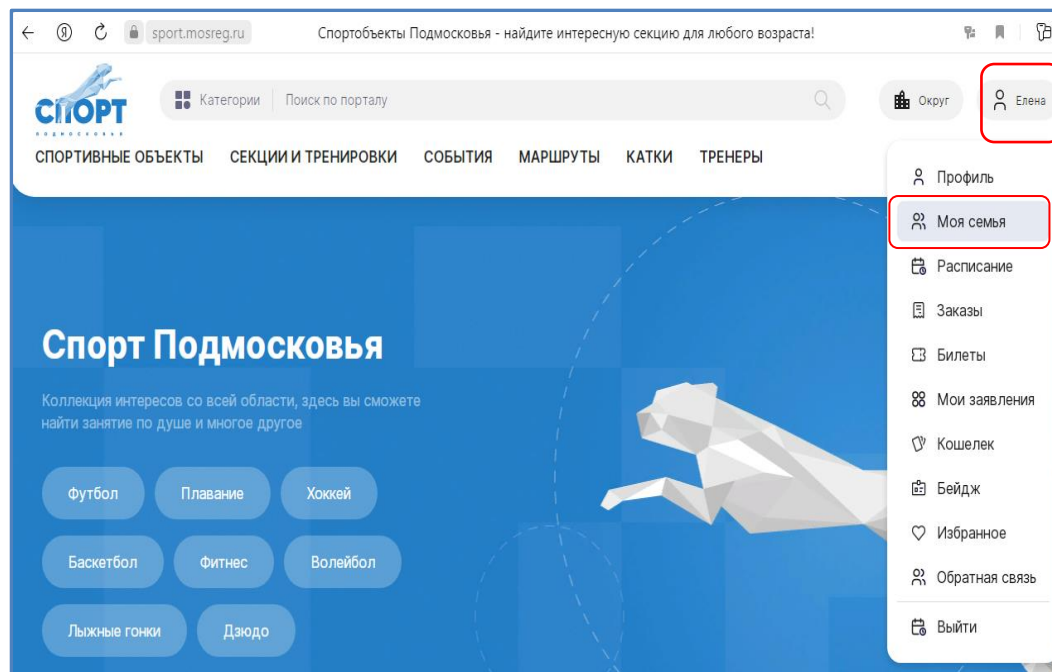 sport.mosreg.ru Спортобъекты Подмосковья - найдите интересную секцию для любого возраста!
СПОРТ
ПОДМОСКОВЬЯ
Категории Поиск по порталу
Округ
Елена
СПОРТИВНЫЕ ОБЪЕКТЫ СЕКЦИИ И ТРЕНИРОВКИ СОБЫТИЯ МАРШРУТЫ КАТКИ ТРЕНЕРЫ
Профиль
Моя семья
Расписание
Заказы
Билеты
Мои заявления
Кошелек
Бейдж
Избранное
Обратная связь
Выйти
Спорт Подмосковья
Коллекция интересов со всей области, здесь вы сможете
найти занятие по душе и многое другое
Футбол Плавание Хоккей
Баскетбол Фитнес Волейбол
Лыжные гонки Дзюдо